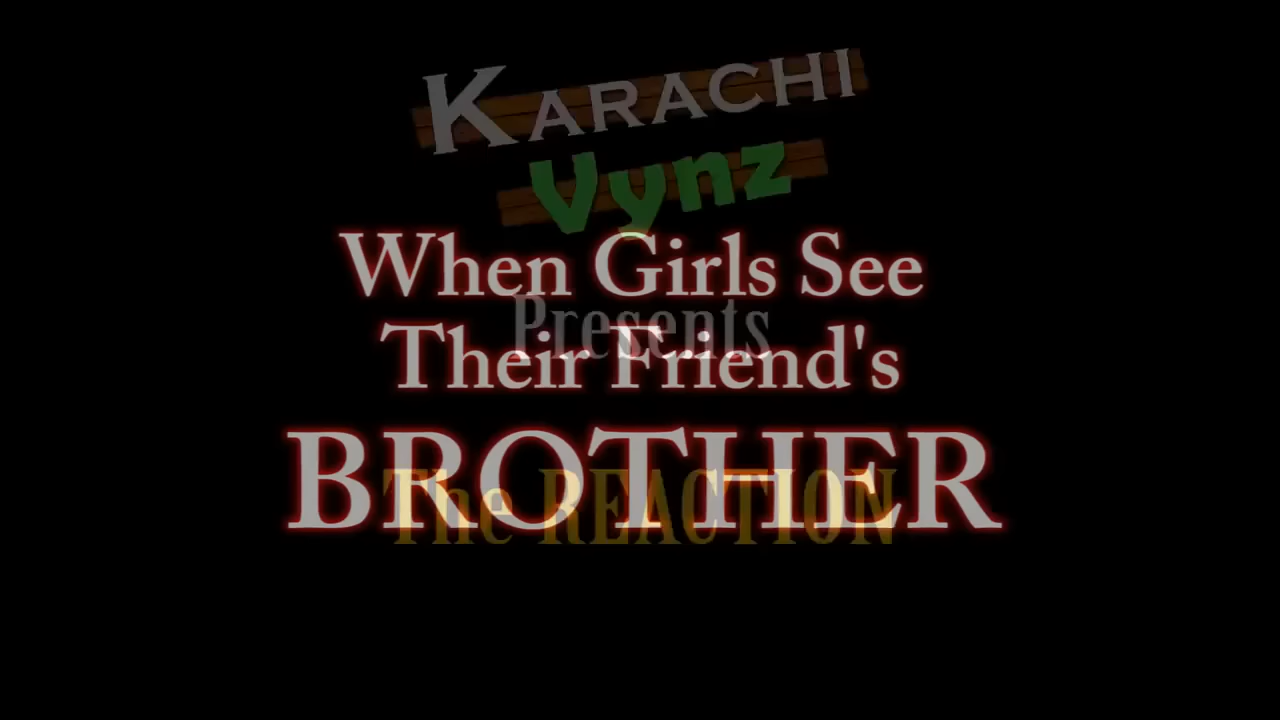 KARACHI
Vynz
When Girls See
Presents
Their Friend's
BROTHER
The REACTION